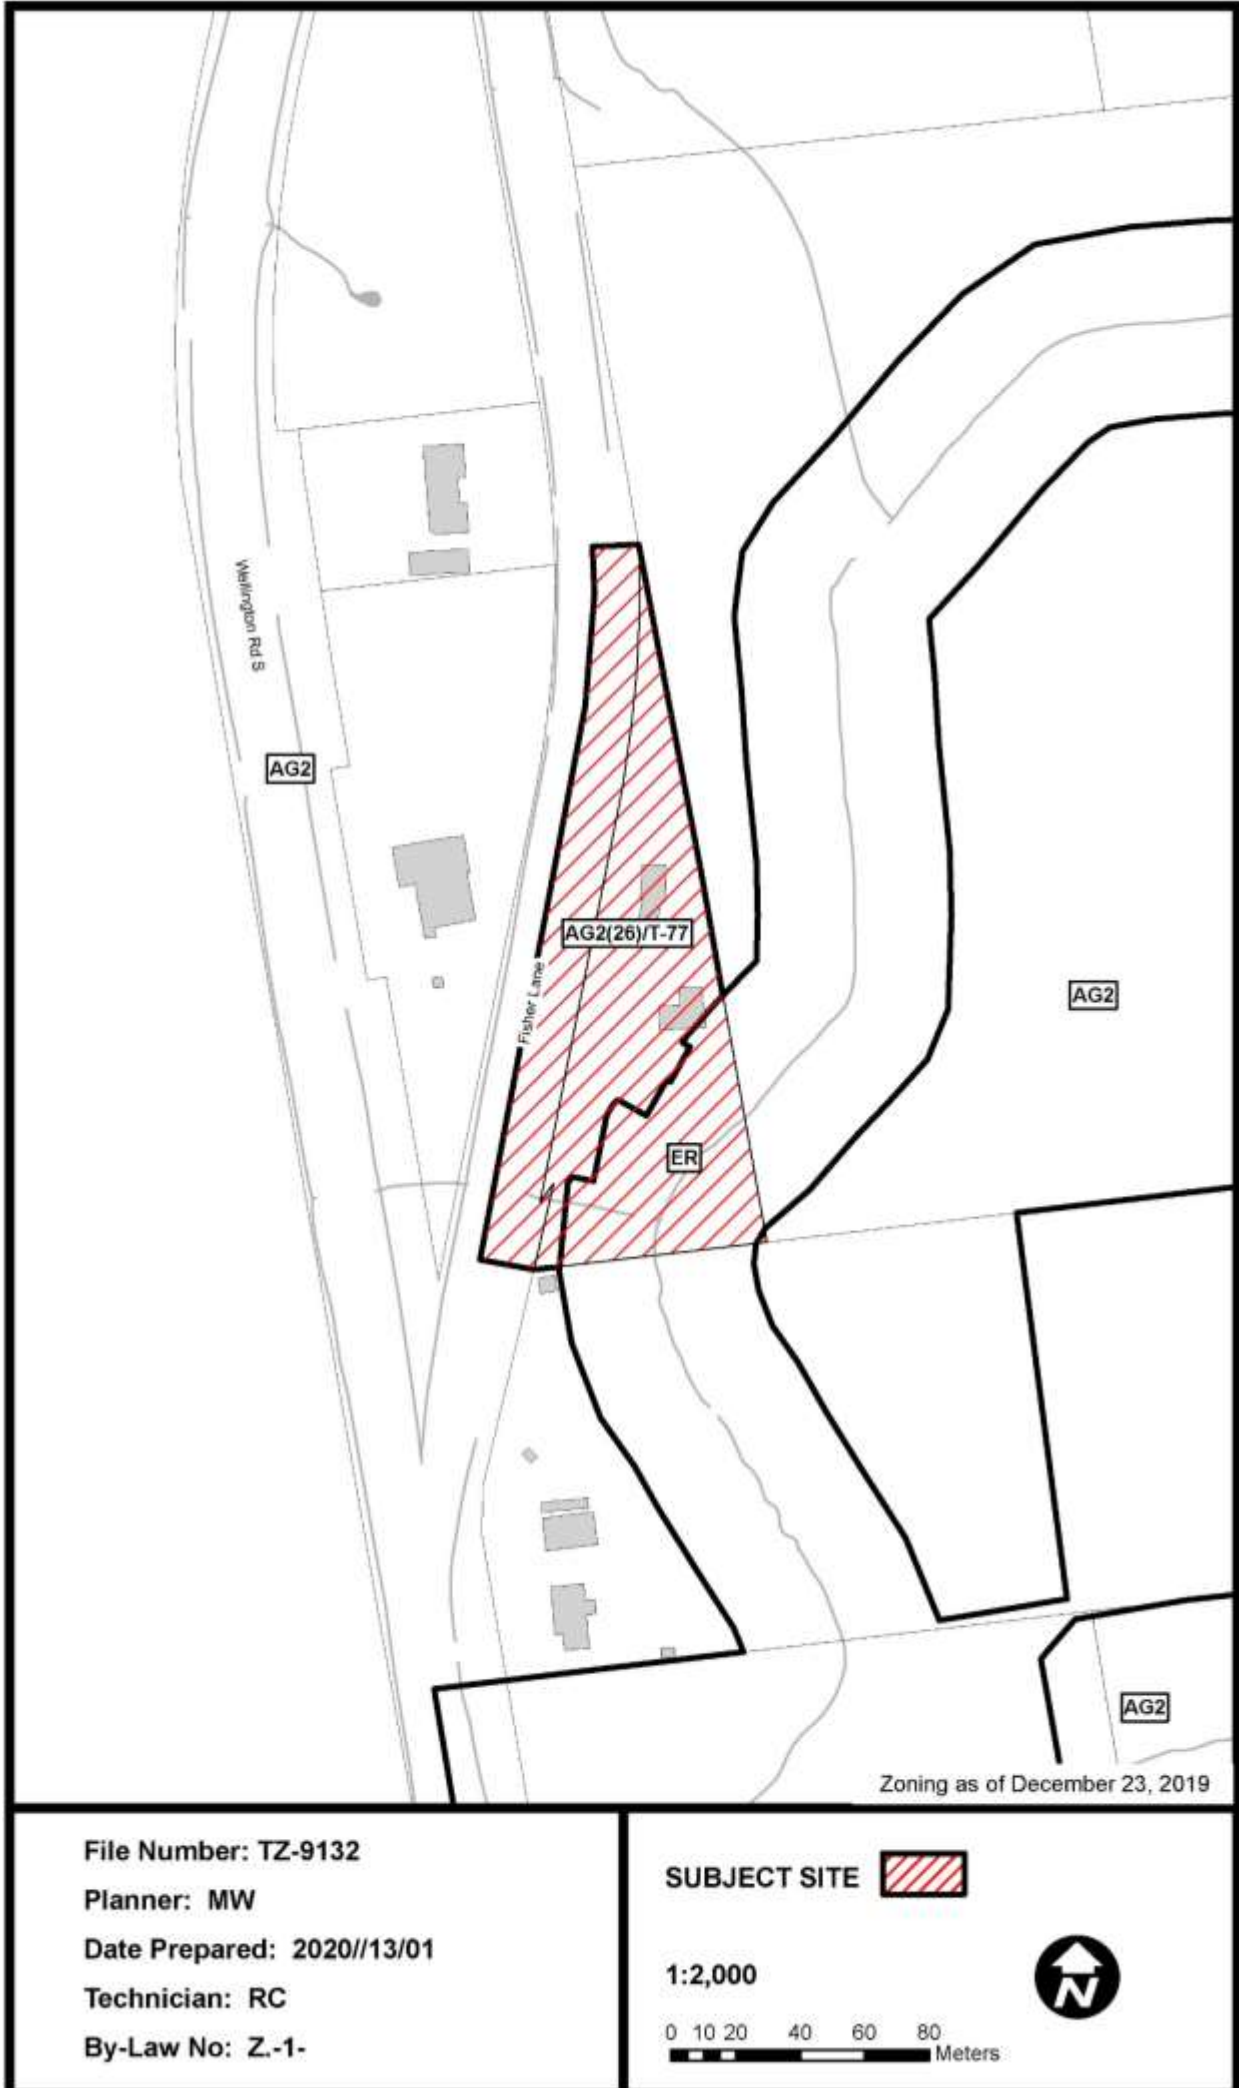 Wellington Rd S
AG2
AG2(26)/T-77
Fisher Lane
AG2
ER
AG2
Zoning as of December 23, 2019
File Number: TZ-9132
Planner: MW
Date Prepared: 2020//13/01
Technician: RC
By-Law No: Z.-1-
SUBJECT SITE
1:2,000
N
0 10 20 40 60 80
Meters